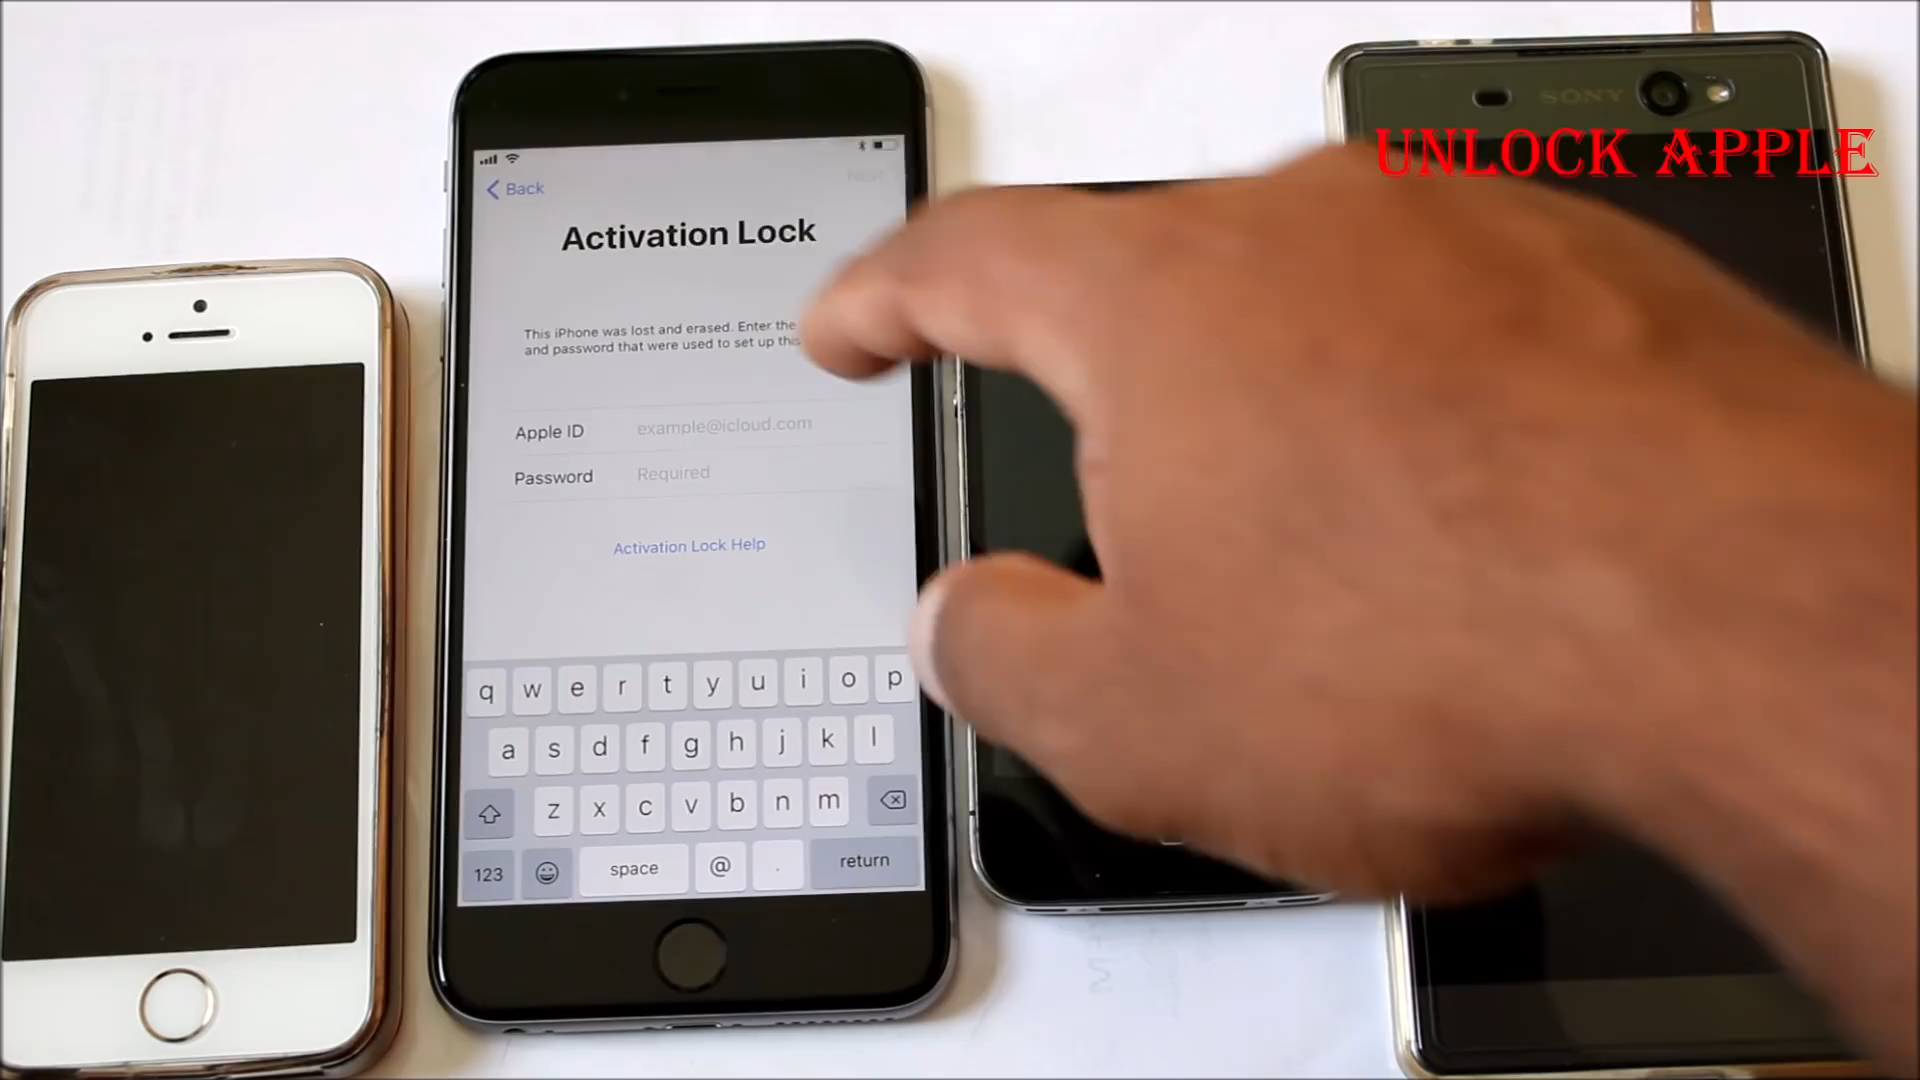 SONY
UNLOCK APPLE
Back
Next
Activation Lock
This iPhone was lost and erased. Enter the
and password that were used to set up this
Apple ID example@icloud.com
Password Required
Activation Lock Help
q w e r t y u i o p
a s d f g h j k l
z x c v b n m
123 space @ . return